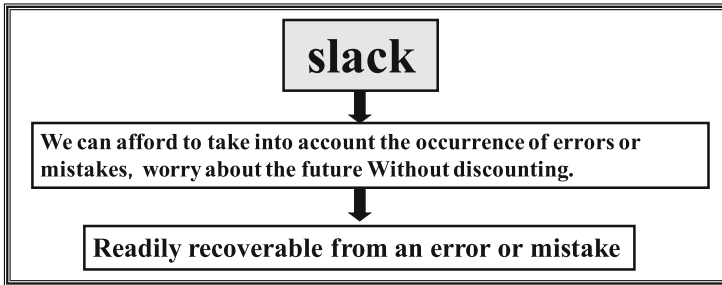 slack
We can afford to take into account the occurrence of errors or
mistakes, worry about the future Without discounting.
Readily recoverable from an error or mistake